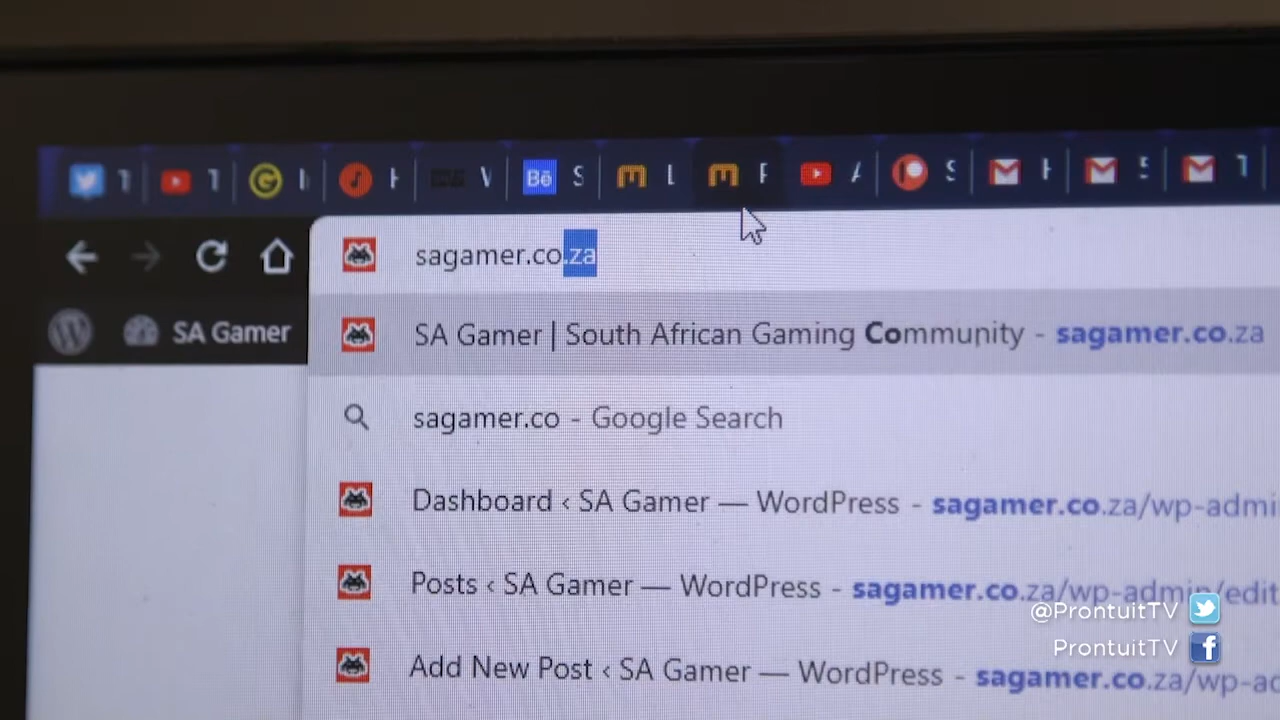 T T I H V Bē S L F A S H S T
sagamer.co.za
SA Gamer
SA Gamer | South African Gaming Community - sagamer.co.za
sagamer.co - Google Search
Dashboard ‹ SA Gamer — WordPress - sagamer.co.za/wp-admi
Posts ‹ SA Gamer — WordPress - sagamer.co.za/wp-admin/edit
@ProntuitTV
ProntuitTV
Add New Post ‹ SA Gamer — WordPress - sagamer.co.za/wp-ad